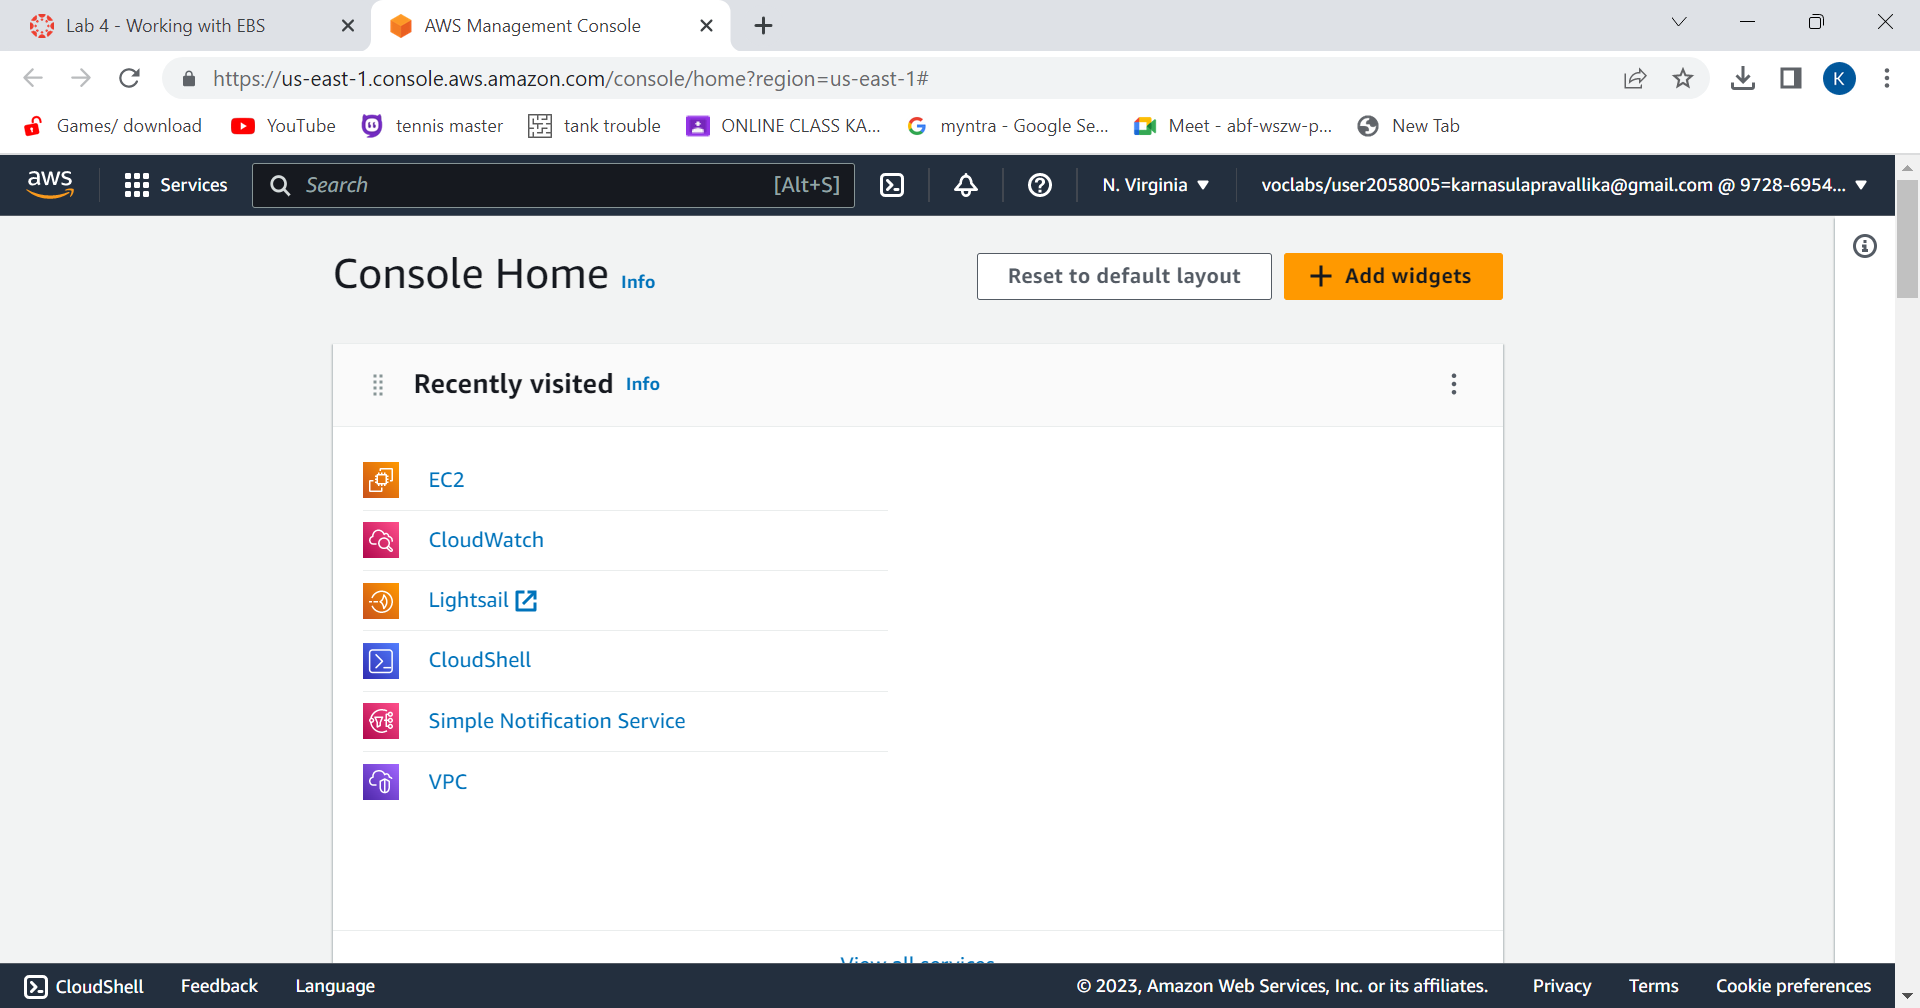 Lab 4 - Working with EBS
AWS Management Console
https://us-east-1.console.aws.amazon.com/console/home?region=us-east-1#
K
Games/ download
YouTube
tennis master
tank trouble
ONLINE CLASS KA...
myntra - Google Se...
Meet - abf-wszw-p...
New Tab
aws
Services
Search
[Alt+S]
N. Virginia
voclabs/user2058005=karnasulapravallika@gmail.com @ 9728-6954...
Console Home Info
Reset to default layout
Add widgets
Recently visited Info
EC2
CloudWatch
Lightsail
CloudShell
Simple Notification Service
VPC
View all services
CloudShell
Feedback
Language
© 2023, Amazon Web Services, Inc. or its affiliates.
Privacy
Terms
Cookie preferences